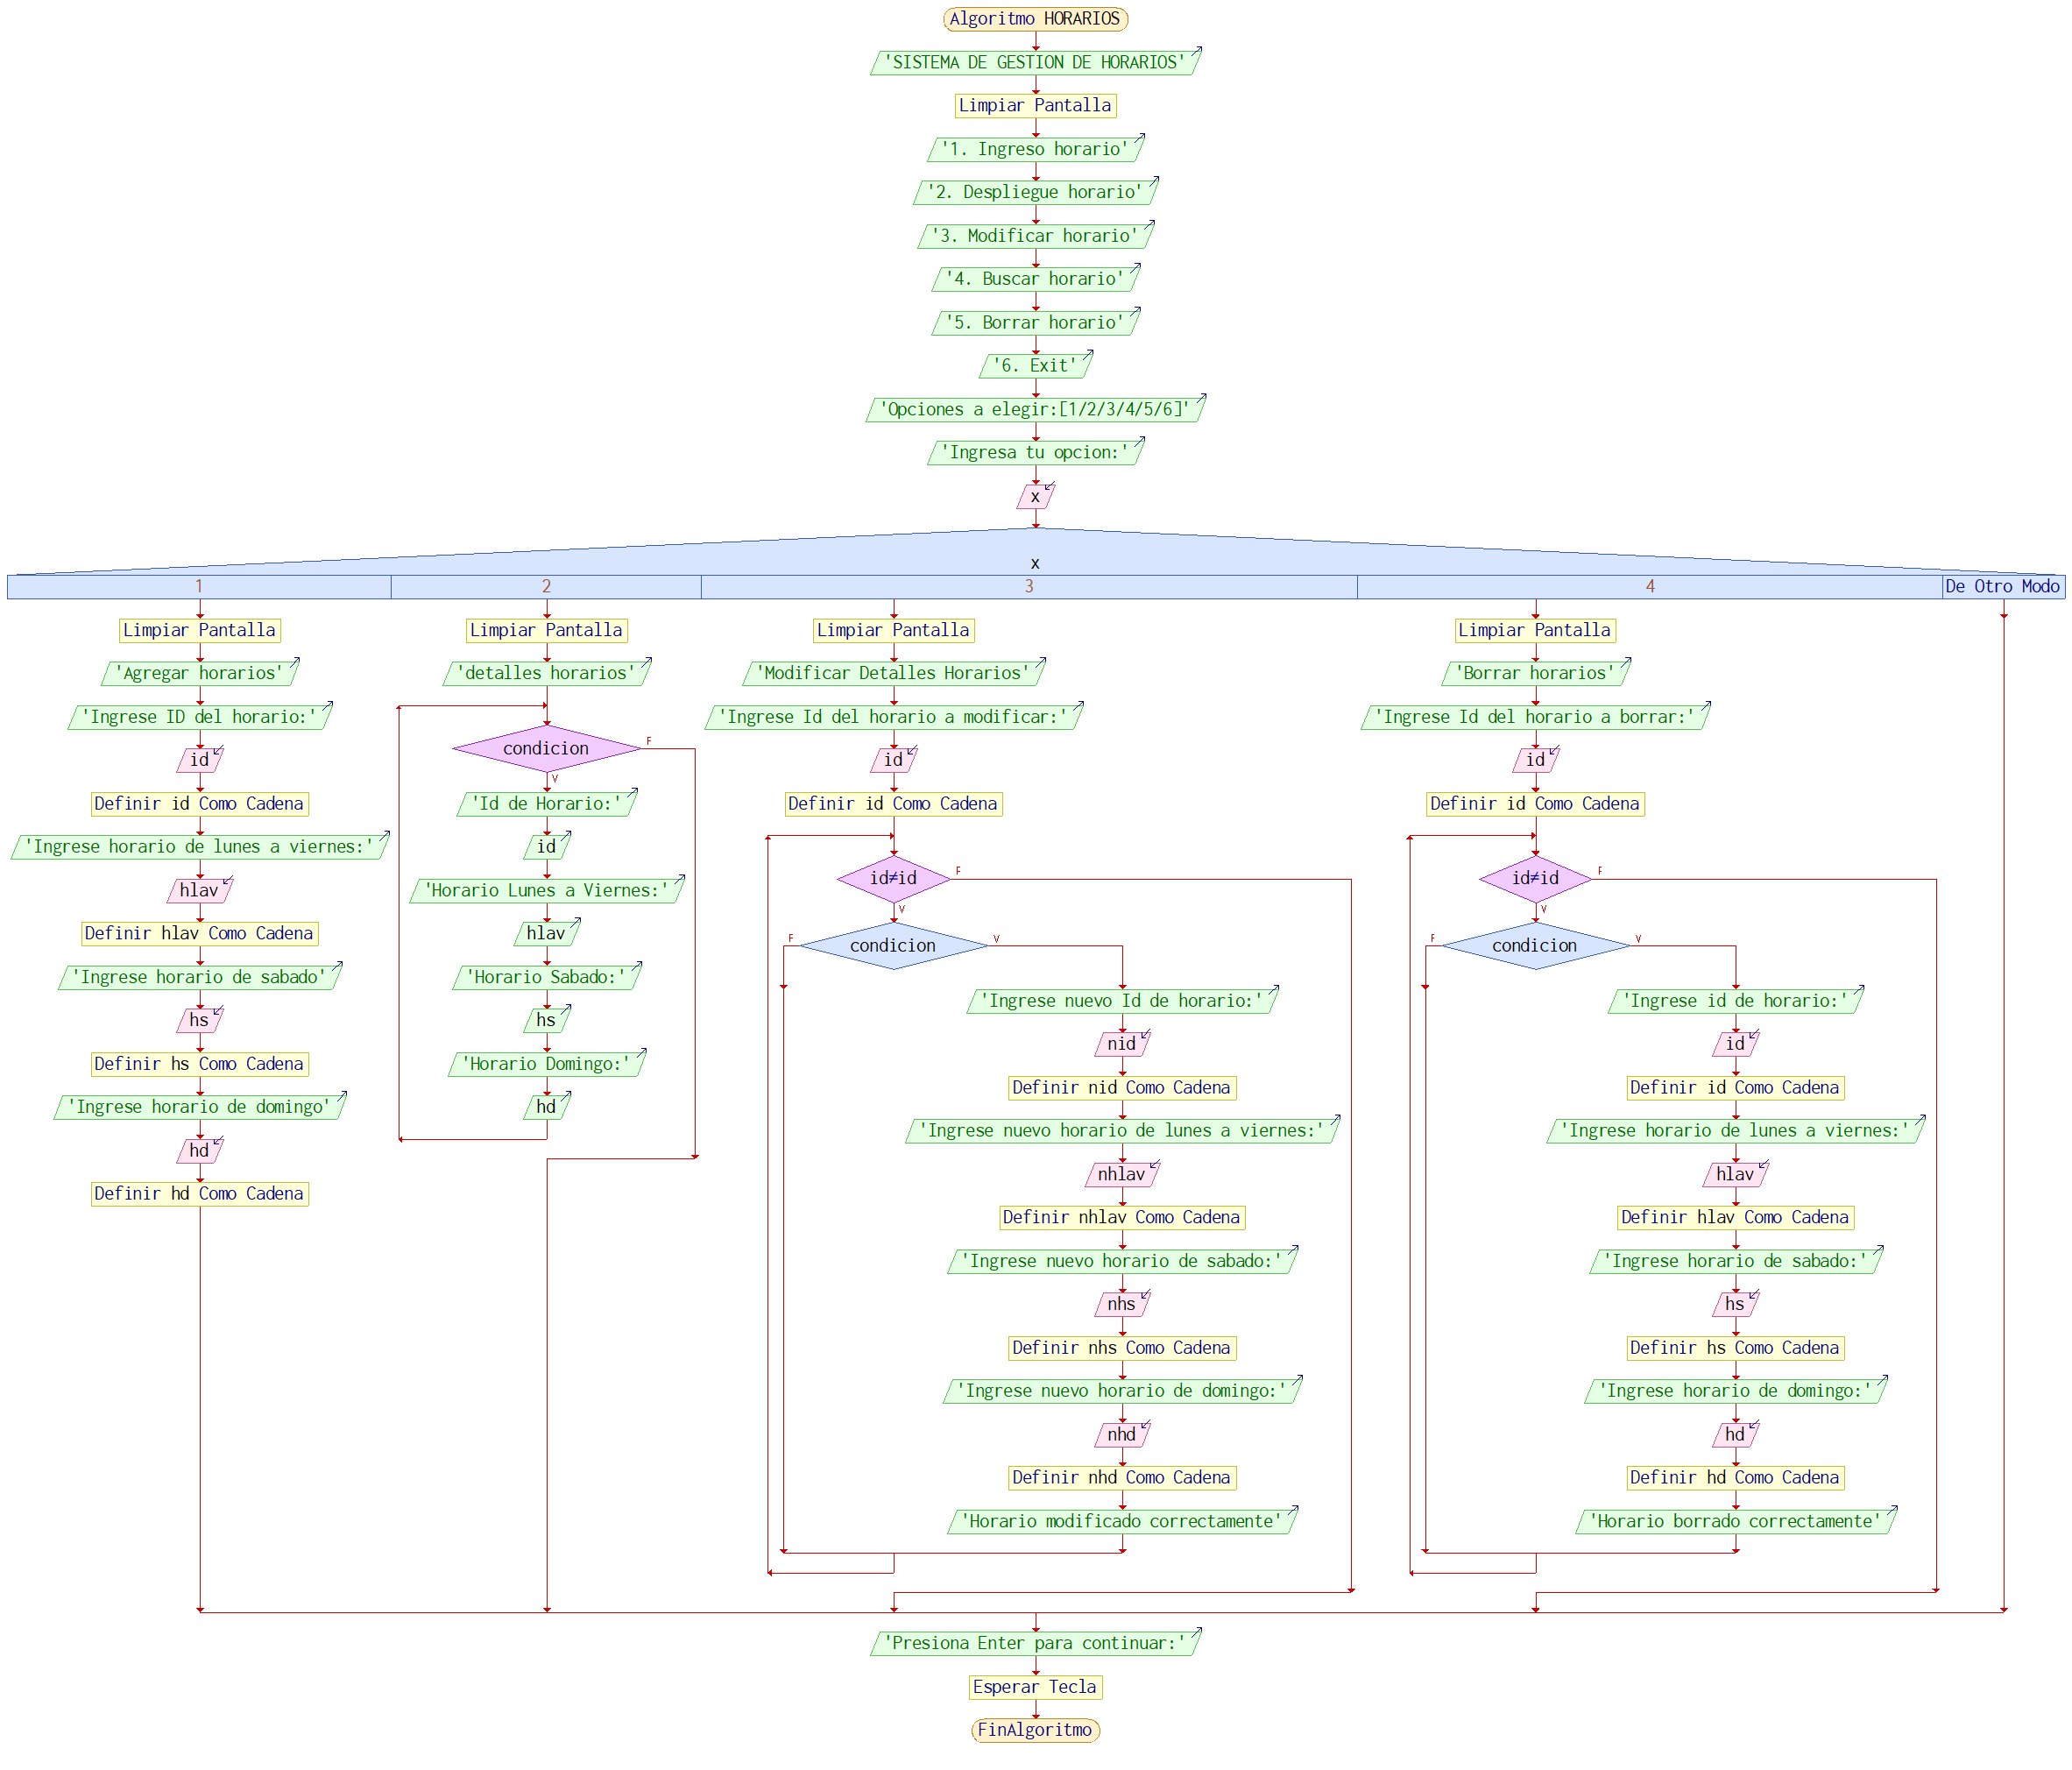 Algoritmo HORARIOS
'SISTEMA DE GESTION DE HORARIOS'
Limpiar Pantalla
'1. Ingreso horario'
'2. Despliegue horario'
'3. Modificar horario'
'4. Buscar horario'
'5. Borrar horario'
'6. Exit'
'Opciones a elegir:[1/2/3/4/5/6]'
'Ingresa tu opcion:'
x
x
1
Limpiar Pantalla
'Agregar horarios'
'Ingrese ID del horario:'
id
Definir id Como Cadena
'Ingrese horario de lunes a viernes:'
hlav
Definir hlav Como Cadena
'Ingrese horario de sabado'
hs
Definir hs Como Cadena
'Ingrese horario de domingo'
hd
Definir hd Como Cadena
2
Limpiar Pantalla
'detalles horarios'
condicion
F
V
'Id de Horario:'
id
'Horario Lunes a Viernes:'
hlav
'Horario Sabado:'
hs
'Horario Domingo:'
hd
3
Limpiar Pantalla
'Modificar Detalles Horarios'
'Ingrese Id del horario a modificar:'
id
Definir id Como Cadena
id≠id
F
V
condicion
F
V
'Ingrese nuevo Id de horario:'
nid
Definir nid Como Cadena
'Ingrese nuevo horario de lunes a viernes:'
nhlav
Definir nhlav Como Cadena
'Ingrese nuevo horario de sabado:'
nhs
Definir nhs Como Cadena
'Ingrese nuevo horario de domingo:'
nhd
Definir nhd Como Cadena
'Horario modificado correctamente'
4
Limpiar Pantalla
'Borrar horarios'
'Ingrese Id del horario a borrar:'
id
Definir id Como Cadena
id≠id
F
V
condicion
F
V
'Ingrese id de horario:'
id
Definir id Como Cadena
'Ingrese horario de lunes a viernes:'
hlav
Definir hlav Como Cadena
'Ingrese horario de sabado:'
hs
Definir hs Como Cadena
'Ingrese horario de domingo:'
hd
Definir hd Como Cadena
'Horario borrado correctamente'
De Otro Modo
'Presiona Enter para continuar:'
Esperar Tecla
FinAlgoritmo